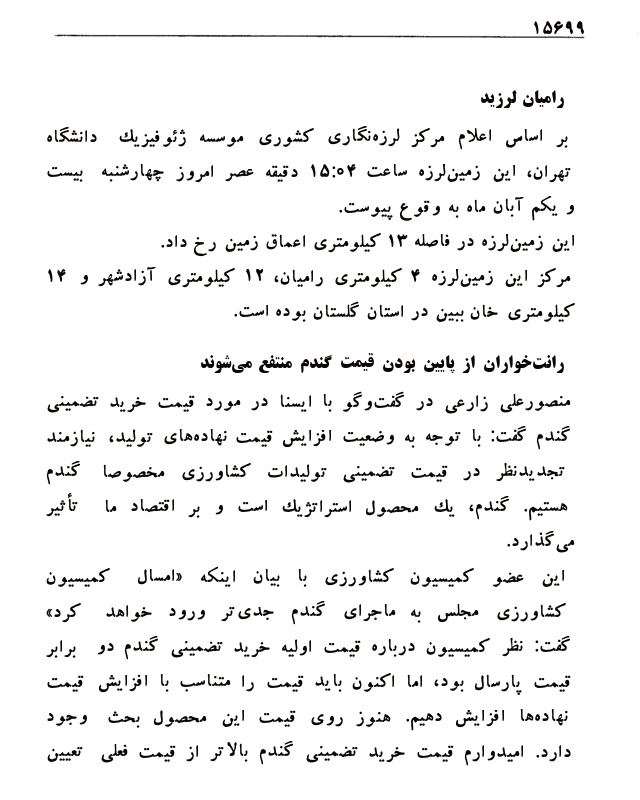 ۱۵۶۹۹
رامیان لرزید
بر اساس اعلام مرکز لرزه‌نگاری کشوری موسسه ژئوفیزیك دانشگاه
تهران، این زمین‌لرزه ساعت ۱۵:۰۴ دقیقه عصر امروز چهارشنبه بیست
و یکم آبان ماه به وقوع پیوست.
این زمین‌لرزه در فاصله ۱۳ کیلومتری اعماق زمین رخ داد.
مرکز این زمین‌لرزه ۴ کیلومتری رامیان، ۱۲ کیلومتری آزادشهر و ۱۴
کیلومتری خان ببین در استان گلستان بوده است.
رانت‌خواران از پایین بودن قیمت گندم منتفع می‌شوند
منصورعلی زارعی در گفت‌وگو با ایسنا در مورد قیمت خرید تضمینی
گندم گفت: با توجه به وضعیت افزایش قیمت نهاده‌های تولید، نیازمند
تجدیدنظر در قیمت تضمینی تولیدات کشاورزی مخصوصا گندم
هستیم. گندم، یك محصول استراتژیك است و بر اقتصاد ما تأثیر
می‌گذارد.
این عضو کمیسیون کشاورزی با بیان اینکه «امسال کمیسیون
کشاورزی مجلس به ماجرای گندم جدی‌تر ورود خواهد کرد»
گفت: نظر کمیسیون درباره قیمت اولیه خرید تضمینی گندم دو برابر
قیمت پارسال بود، اما اکنون باید قیمت را متناسب با افزایش قیمت
نهاده‌ها افزایش دهیم. هنوز روی قیمت این محصول بحث وجود
دارد. امیدوارم قیمت خرید تضمینی گندم بالاتر از قیمت فعلی تعیین